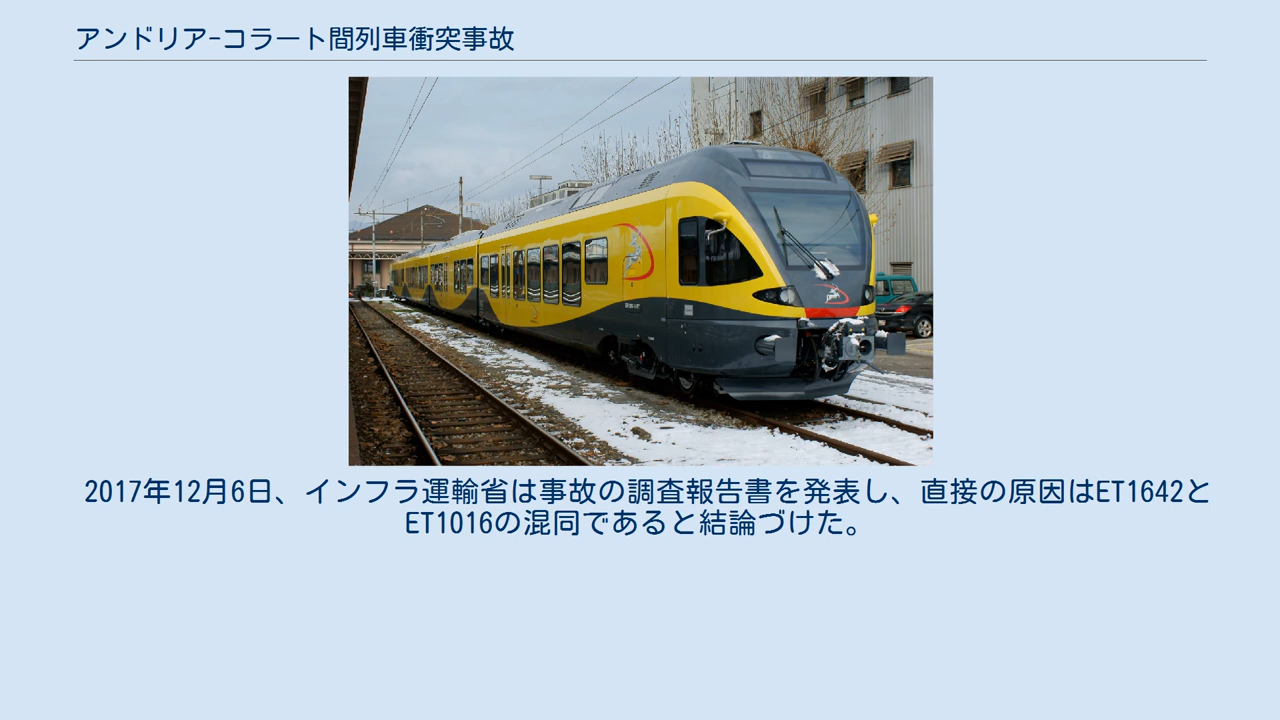 アンドリア-コラート間列車衝突事故
2017年12月6日、インフラ運輸省は事故の調査報告書を発表し、直接の原因はET1642と
ET1016の混同であると結論づけた。